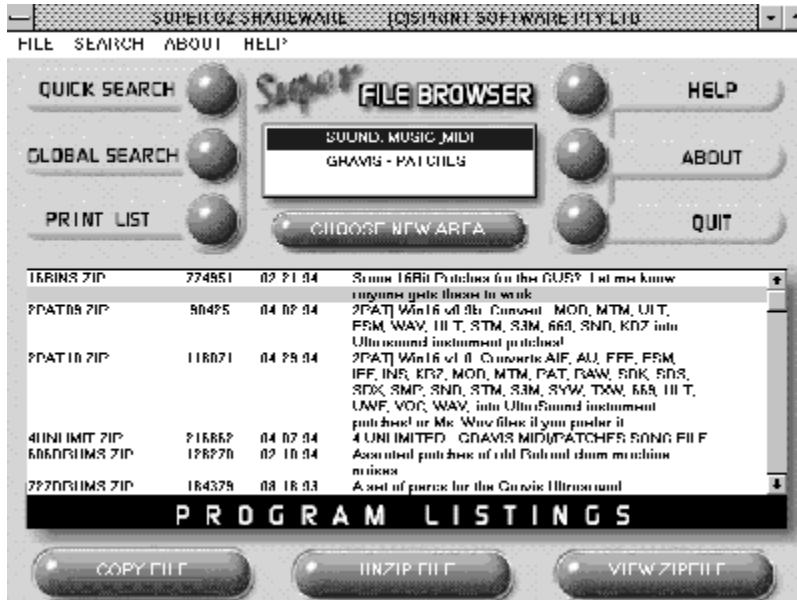 SUPER OZ SHAREWARE (C)SPRINT SOFTWARE PTY LTD
FILE SEARCH ABOUT HELP
QUICK SEARCH
Super FILE BROWSER
HELP
SOUND, MUSIC ,MIDI
GLOBAL SEARCH
GRAVIS - PATCHES
ABOUT
PRINT LIST
CHOOSE NEW AREA
QUIT
16BINS.ZIP 774951 02-21-94 Some 16Bit Patches for the GUS? Let me know
anyone gets these to work
2PAT09.ZIP 90425 04-02-94 2PAT| Win16 v0.9b. Convert MOD, MTM, ULT,
FSM, WAV, ULT, STM, S3M, 669, SND, KRZ into
Ultrasound instrument patches!
2PAT10.ZIP 118071 04-29-94 2PAT| Win16 v1.0. Converts AIF, AU, EFE, FSM,
IFF, INS, KRZ, MOD, MTM, PAT, RAW, SBK, SDS,
SDX, SMP, SND, STM, S3M, SYW, TXW, 669, ULT,
UWF, VOC, WAV, into UltraSound instrument
patches! or Ms. Wav files if you prefer it
4UNLIMIT.ZIP 216862 04-07-94 4 UNLIMITED - GRAVIS MIDI/PATCHES SONG FILE
606DRUMS.ZIP 128270 02-10-94 Assorted patches of old Roland drum machine
noises
727DRUMS.ZIP 184379 08-18-93 A set of percs for the Gravis Ultrasound
PROGRAM LISTINGS
COPY FILE UNZIP FILE VIEW ZIPFILE